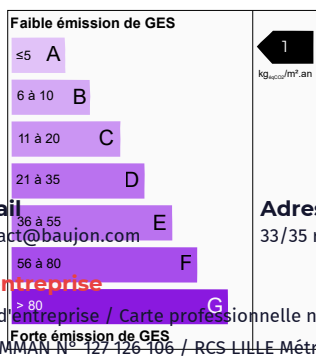 Faible émission de GES
≤5 A
1
kgeqCO2/m².an
6 à 10 B
11 à 20 C
21 à 35 D
ail
Adres
36 à 55 E
act@baujon.com
33/35 r
56 à 80 F
ntreprise
> 80 G
d'entreprise / Carte professionnelle n
Forte émission de GES
MMAN N° 127 126 106 / RCS LILLE Métr